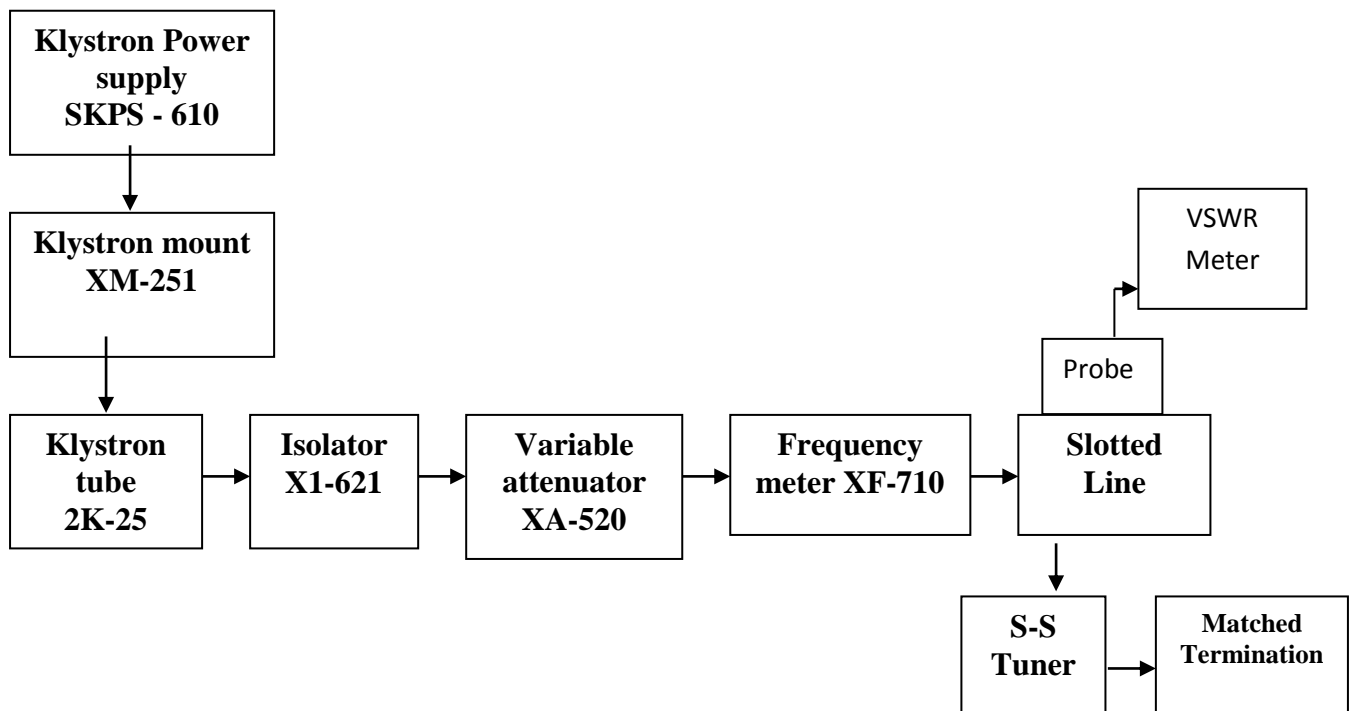 Klystron Power
supply
SKPS - 610
Klystron mount
XM-251
VSWR
Meter
Probe
Klystron
tube
2K-25
Isolator
X1-621
Variable
attenuator
XA-520
Frequency
meter XF-710
Slotted
Line
S-S
Tuner
Matched
Termination